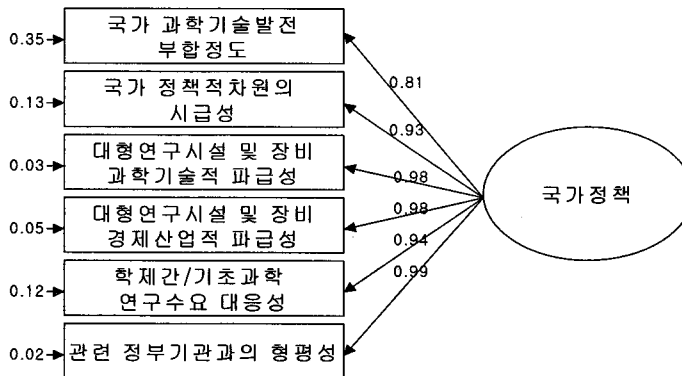 0.35
국가 과학기술발전
부합정도
0.81
0.13
국가 정책적차원의
시급성
0.93
0.03
대형연구시설 및 장비
과학기술적 파급성
0.98
국가정책
0.05
대형연구시설 및 장비
경제산업적 파급성
0.98
0.12
학제간/기초과학
연구수요 대응성
0.94
0.02
관련 정부기관과의 형평성
0.99